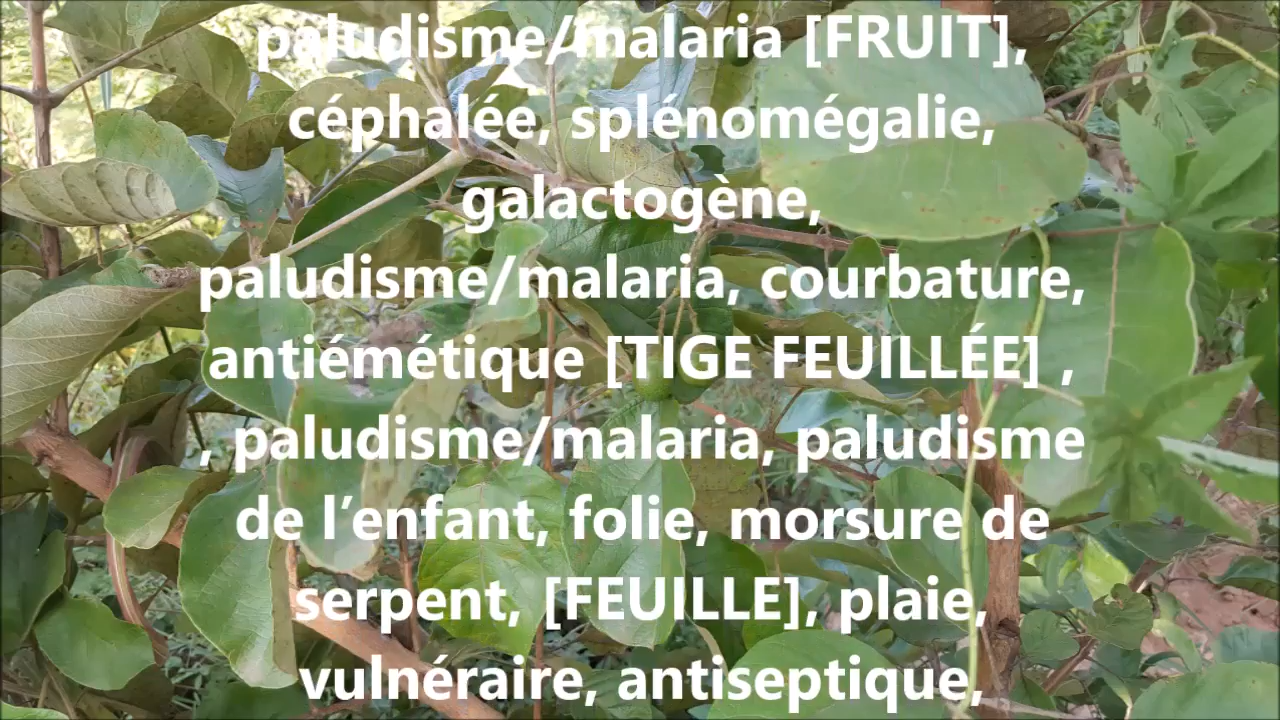 paludisme/malaria [FRUIT],
céphalée, splénomégalie,
galactogène,
paludisme/malaria, courbature,
antiémétique [TIGE FEUILLÉE] ,
, paludisme/malaria, paludisme
de l’enfant, folie, morsure de
serpent, [FEUILLE], plaie,
vulnéraire, antiseptique,